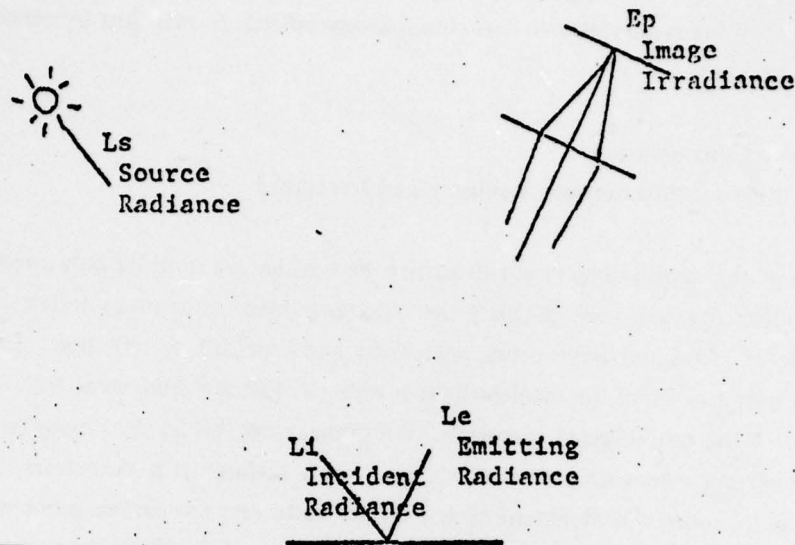 Ep
Image
Irradiance
Ls
Source
Radiance
Le
Emitting
Radiance
Li
Incident
Radiance